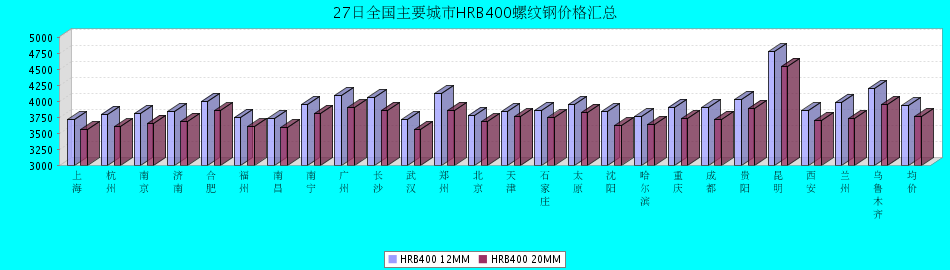 27日全国主要城市HRB400螺纹钢价格汇总
5000
4750
4500
4250
4000
3750
3500
3250
3000
上海
杭州
南京
济南
合肥
福州
南昌
南宁
广州
长沙
武汉
郑州
北京
天津
石家庄
太原
沈阳
哈尔滨
重庆
成都
贵阳
昆明
西安
兰州
乌鲁木齐
均价
HRB400 12MM HRB400 20MM